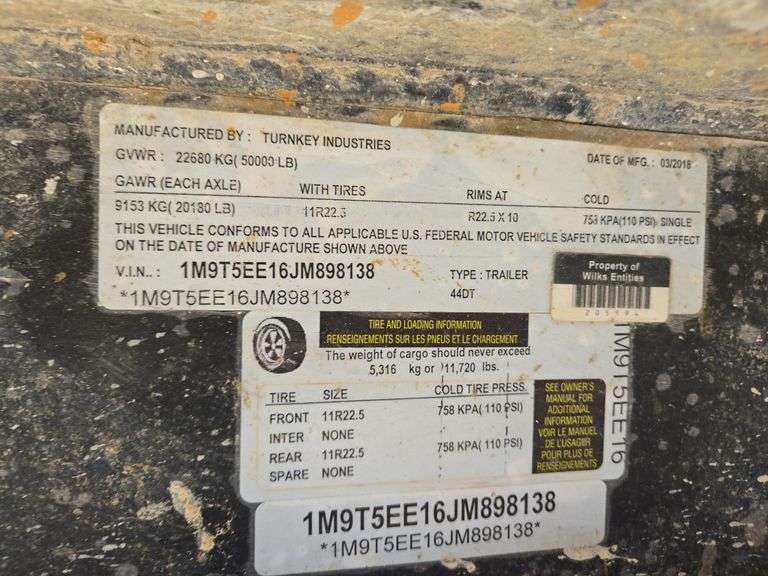 MANUFACTURED BY : TURNKEY INDUSTRIES
GVWR : 22680 KG( 50000 LB)
DATE OF MFG. : 03/2018
GAWR (EACH AXLE) WITH TIRES RIMS AT COLD
9153 KG( 20180 LB) 11R22.5 R22.5 X 10 758 KPA(110 PSI) SINGLE
THIS VEHICLE CONFORMS TO ALL APPLICABLE U.S. FEDERAL MOTOR VEHICLE SAFETY STANDARDS IN EFFECT
ON THE DATE OF MANUFACTURE SHOWN ABOVE
V.I.N.. : 1M9T5EE16JM898138 TYPE : TRAILER
*1M9T5EE16JM898138* 44DT
Property of
Wilks Entities
205594
TIRE AND LOADING INFORMATION
RENSEIGNEMENTS SUR LES PNEUS ET LE CHARGEMENT
The weight of cargo should never exceed
5,316 kg or 11,720 lbs.
TIRE SIZE COLD TIRE PRESS.
FRONT 11R22.5 758 KPA( 110 PSI)
INTER NONE
REAR 11R22.5 758 KPA( 110 PSI)
SPARE NONE
SEE OWNER'S
MANUAL FOR
ADDITIONAL
INFORMATION
VOIR LE MANUEL
DE L'USAGER
POUR PLUS DE
RENSEIGNEMENTS
1M9T5EE16
1M9T5EE16JM898138
*1M9T5EE16JM898138*